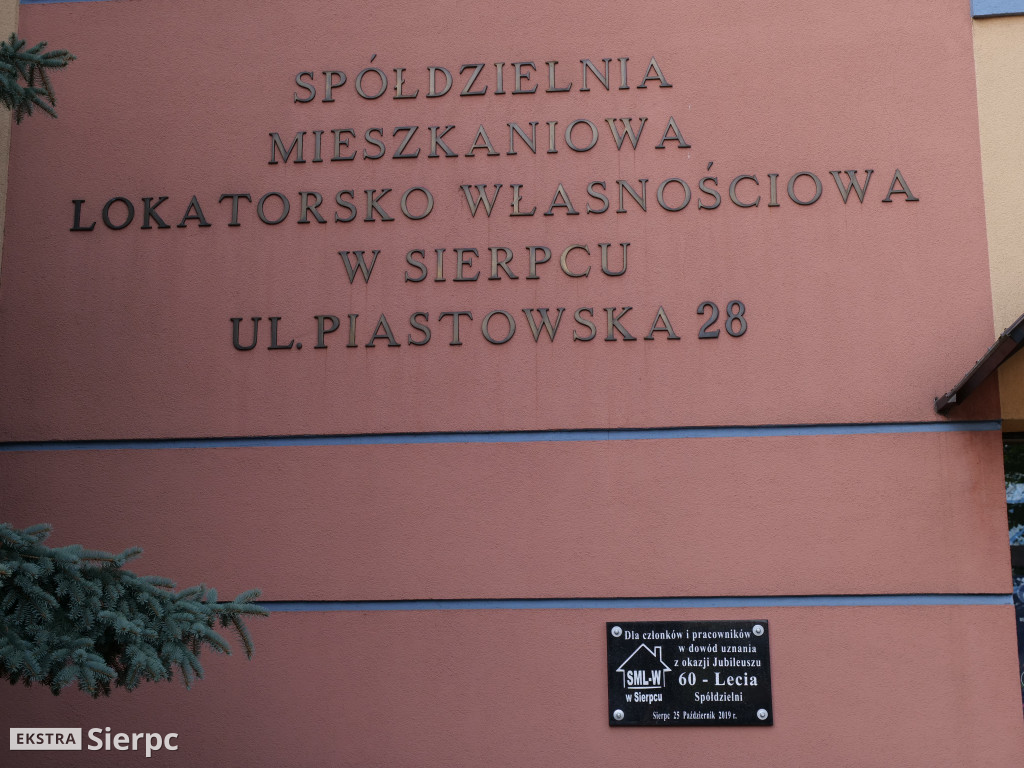 SPÓŁDZIELNIA
MIESZKANIOWA
LOKATORSKO WŁASNOŚCIOWA
W SIERPCU
UL. PIASTOWSKA 28
Dla członków i pracowników
w dowód uznania
z okazji Jubileuszu
60 - Lecia
Spółdzielni
SML-W
w Sierpcu
Sierpc 25 Październik 2019 r.
EKSTRA Sierpc